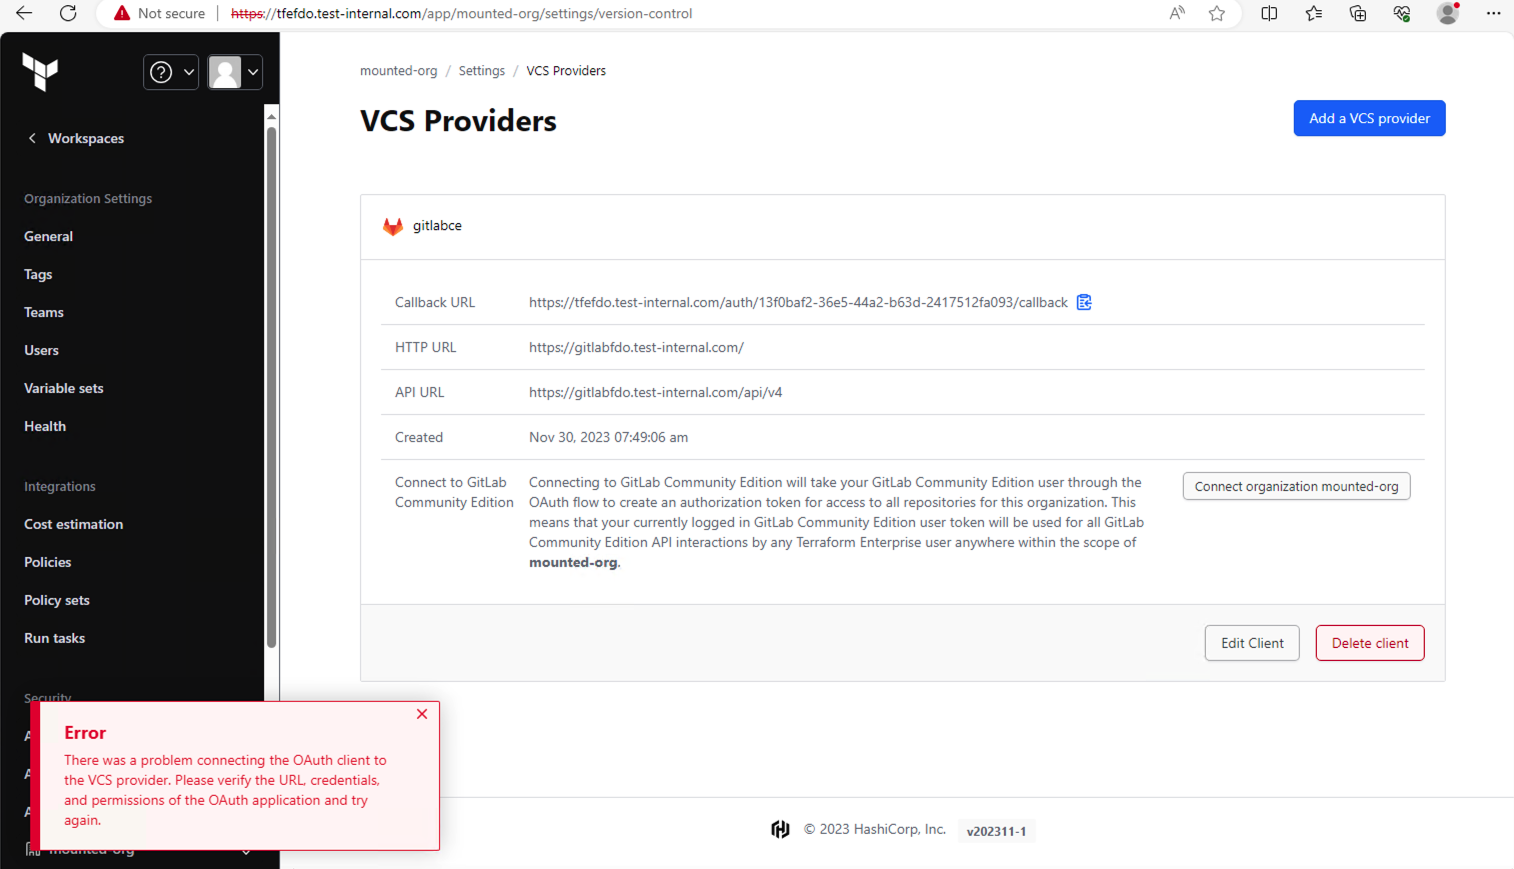 Not secure | https://tfefdo.test-internal.com/app/mounted-org/settings/version-control
Workspaces
Organization Settings
General
Tags
Teams
Users
Variable sets
Health
Integrations
Cost estimation
Policies
Policy sets
Run tasks
Security
mounted-org / Settings / VCS Providers
VCS Providers
Add a VCS provider
gitlabce
Callback URL https://tfefdo.test-internal.com/auth/13f0baf2-36e5-44a2-b63d-2417512fa093/callback
HTTP URL https://gitlabfdo.test-internal.com/
API URL https://gitlabfdo.test-internal.com/api/v4
Created Nov 30, 2023 07:49:06 am
Connect to GitLab
Community Edition
Connecting to GitLab Community Edition will take your GitLab Community Edition user through the
OAuth flow to create an authorization token for access to all repositories for this organization. This
means that your currently logged in GitLab Community Edition user token will be used for all GitLab
Community Edition API interactions by any Terraform Enterprise user anywhere within the scope of
mounted-org.
Connect organization mounted-org
Edit Client
Delete client
Error
There was a problem connecting the OAuth client to
the VCS provider. Please verify the URL, credentials,
and permissions of the OAuth application and try
again.
mounted-org
© 2023 HashiCorp, Inc. v202311-1